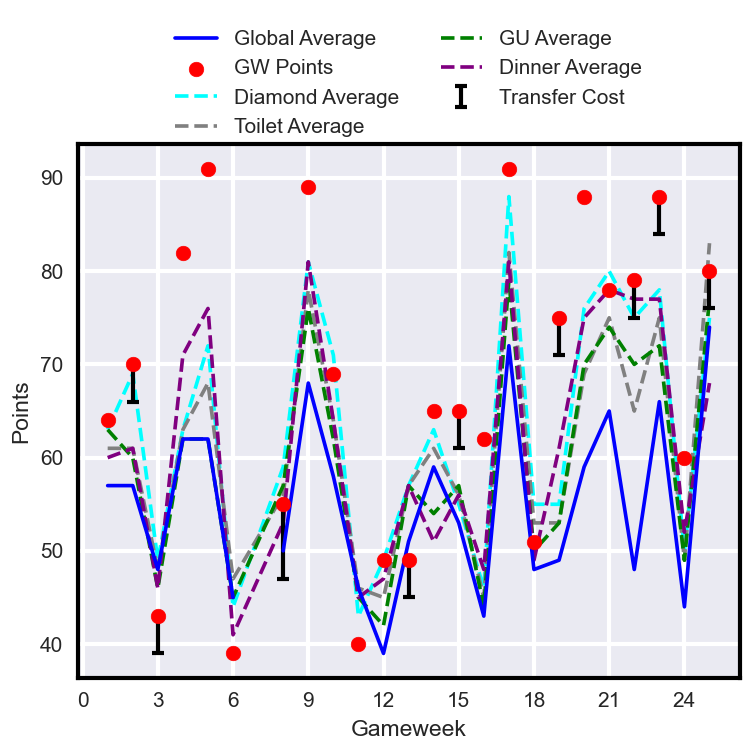 Global Average
GW Points
Diamond Average
Toilet Average
GU Average
Dinner Average
Transfer Cost
90
80
70
60
50
40
Points
0 3 6 9 12 15 18 21 24
Gameweek